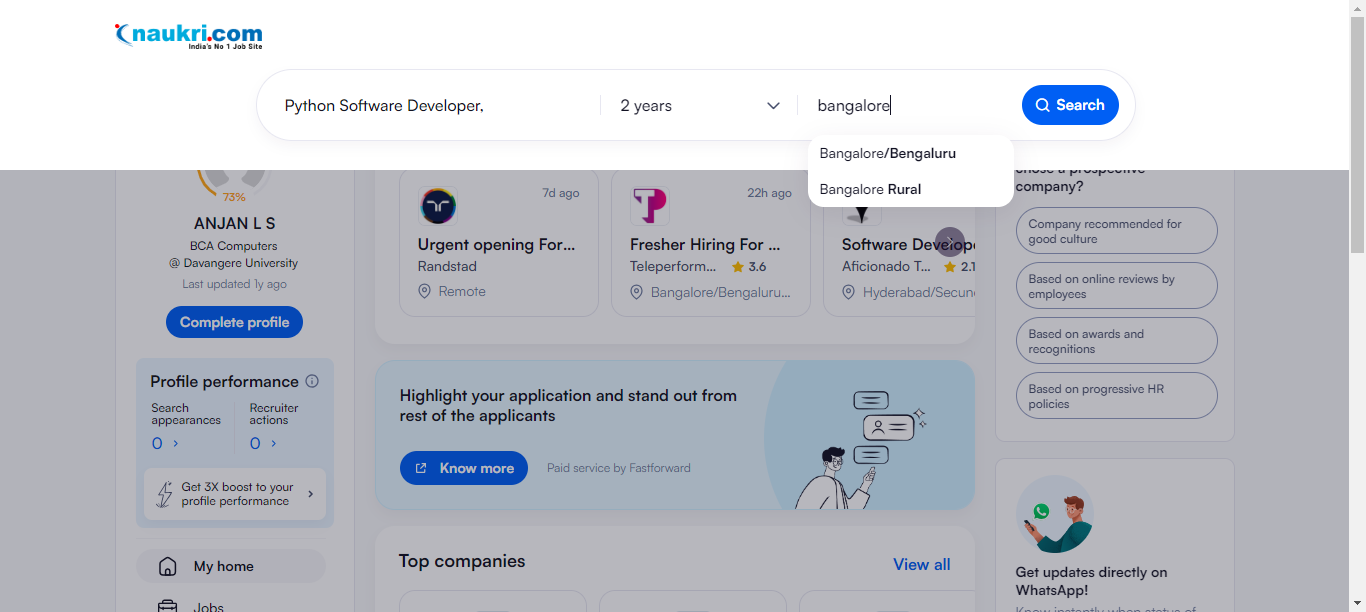 naukri.com
India's No 1 Job Site
Python Software Developer,
2 years
bangalore
Search
Bangalore/Bengaluru
Bangalore Rural
73%
ANJAN L S
BCA Computers
@ Davangere University
Last updated 1y ago
Complete profile
Profile performance
Search
appearances
0
Recruiter
actions
0
Get 3X boost to your
profile performance
My home
Jobs
7d ago
Urgent opening For...
Randstad
Remote
22h ago
Fresher Hiring For ...
Teleperform... 3.6
Bangalore/Bengaluru...
Software Develop
Aficionado T... 2.1
Hyderabad/Secun
Highlight your application and stand out from
rest of the applicants
Know more
Paid service by Fastforward
Top companies
View all
company?
Company recommended for
good culture
Based on online reviews by
employees
Based on awards and
recognitions
Based on progressive HR
policies
Get updates directly on
WhatsApp!
Know instantly when status of